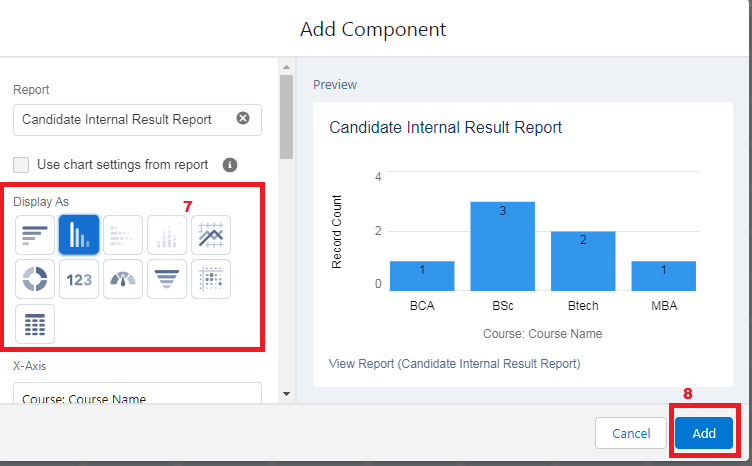 Add Component
Report
Candidate Internal Result Report
Use chart settings from report
Display As
7
123
X-Axis
Course: Course Name
Preview
Candidate Internal Result Report
Record Count
4
2
0
1
3
2
1
BCA
BSc
Btech
MBA
Course: Course Name
View Report (Candidate Internal Result Report)
8
Cancel
Add